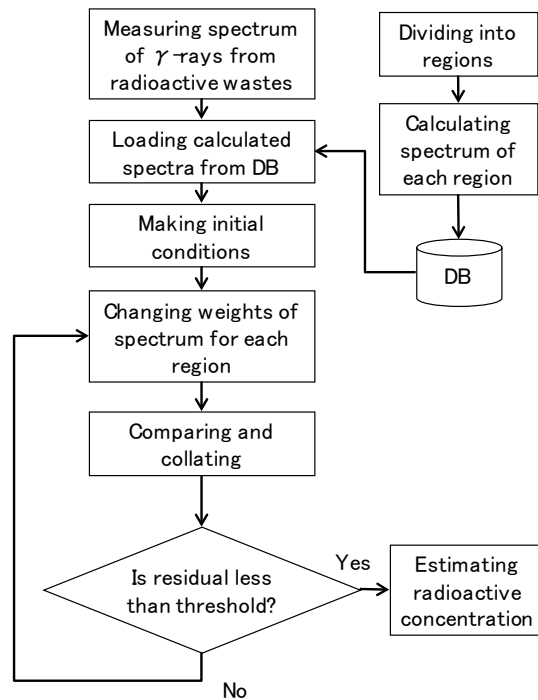 Measuring spectrum
of γ-rays from
radioactive wastes
Loading calculated
spectra from DB
Making initial
conditions
Changing weights of
spectrum for each
region
Comparing and
collating
Is residual less
than threshold?
Yes
No
Estimating
radioactive
concentration
Dividing into
regions
Calculating
spectrum of
each region
DB